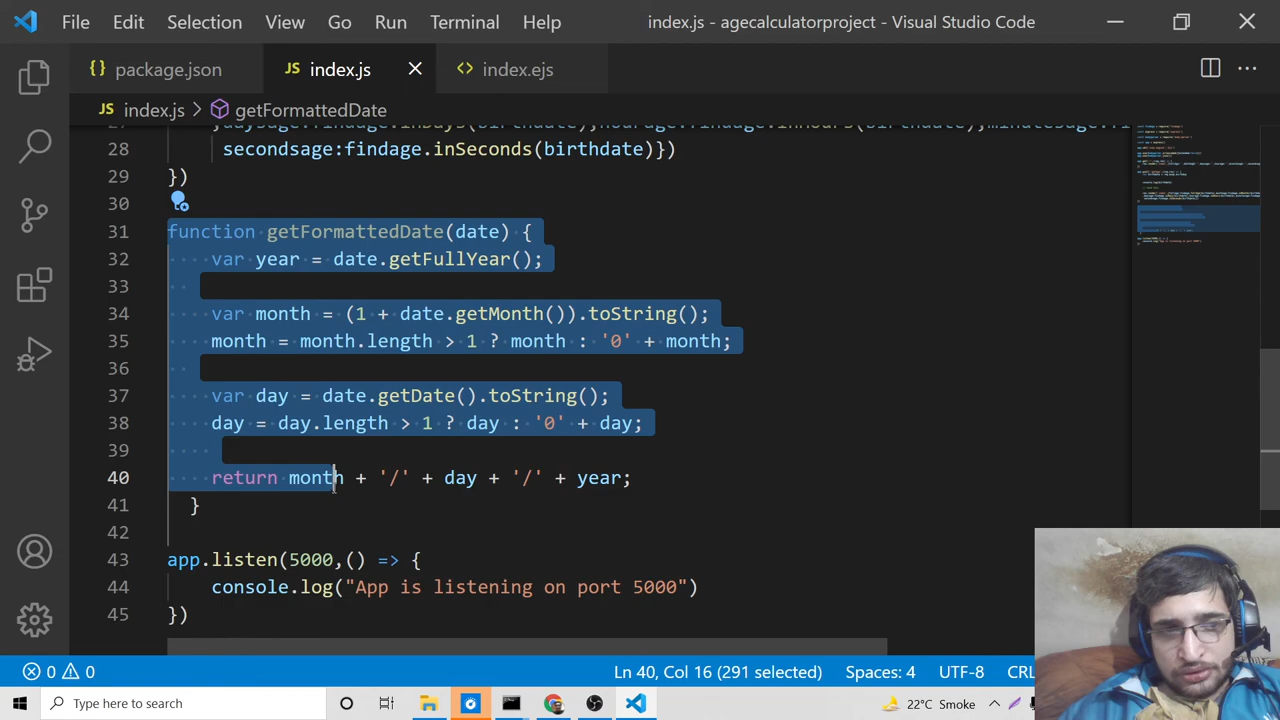 File Edit Selection View Go Run Terminal Help index.js - agecalculatorproject - Visual Studio Code
{} package.json JS index.js <> index.ejs
JS index.js > getFormattedDate
28 secondsage:findage.inSeconds(birthdate)})
29 })
30
31 function getFormattedDate(date) {
32 var year = date.getFullYear();
33
34 var month = (1 + date.getMonth()).toString();
35 month = month.length > 1 ? month : '0' + month;
36
37 var day = date.getDate().toString();
38 day = day.length > 1 ? day : '0' + day;
39
40 return month + '/' + day + '/' + year;
41 }
42
43 app.listen(5000,() => {
44 console.log("App is listening on port 5000")
45 })
0 0 Ln 40, Col 16 (291 selected) Spaces: 4 UTF-8 CRL
Type here to search 22°C Smoke